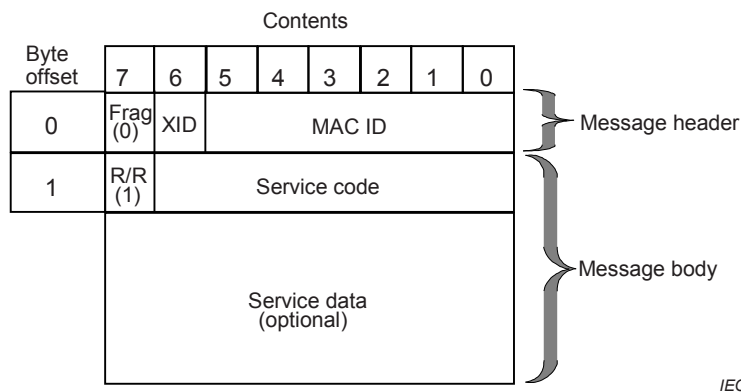 Contents
Byte
offset
7 6 5 4 3 2 1 0
0
Frag
(0)
XID
MAC ID
Message header
1
R/R
(1)
Service code
Service data
(optional)
Message body